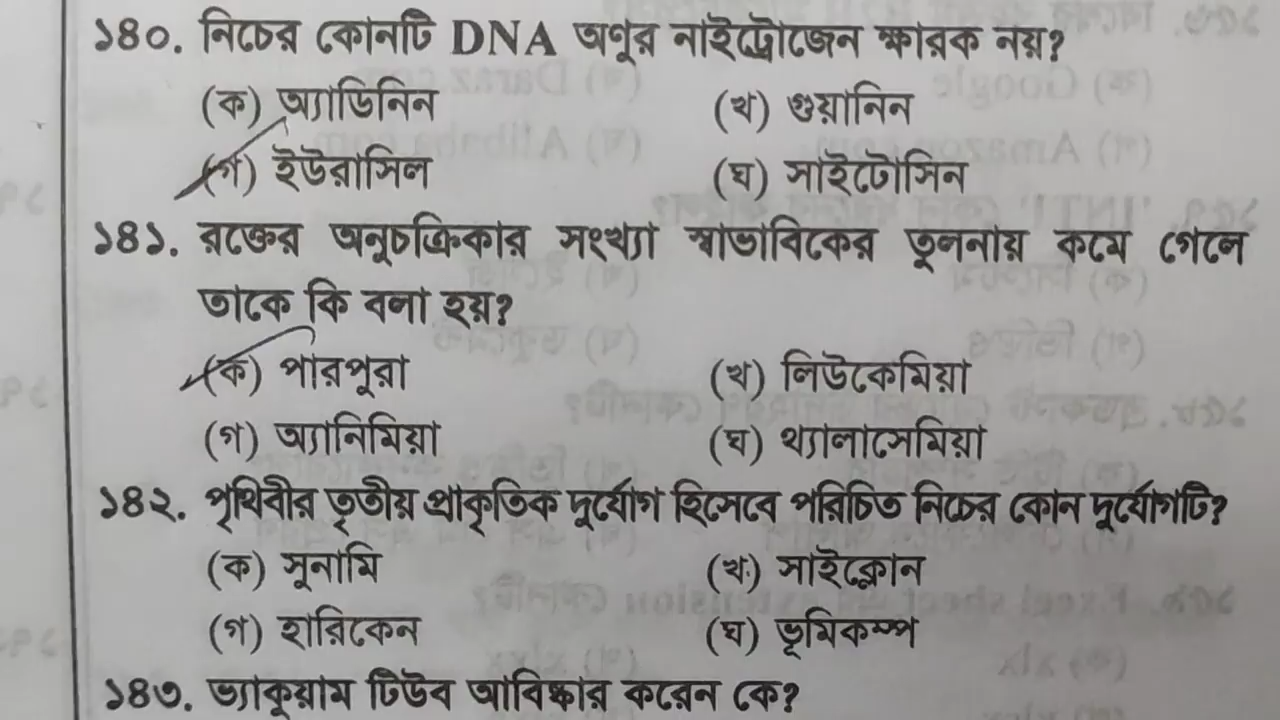 ১৪০. নিচের কোনটি DNA অণুর নাইট্রোজেন ক্ষারক নয়?
(ক) অ্যাডিনিন (খ) গুয়ানিন
(গ) ইউরাসিল (ঘ) সাইটোসিন
১৪১. রক্তের অনুচক্রিকার সংখ্যা স্বাভাবিকের তুলনায় কমে গেলে
তাকে কি বলা হয়?
(ক) পারপুরা (খ) লিউকেমিয়া
(গ) অ্যানিমিয়া (ঘ) থ্যালাসেমিয়া
১৪২. পৃথিবীর তৃতীয় প্রাকৃতিক দুর্যোগ হিসেবে পরিচিত নিচের কোন দুর্যোগটি?
(ক) সুনামি (খ) সাইক্লোন
(গ) হারিকেন (ঘ) ভূমিকম্প
১৪৩. ভ্যাকুয়াম টিউব আবিষ্কার করেন কে?